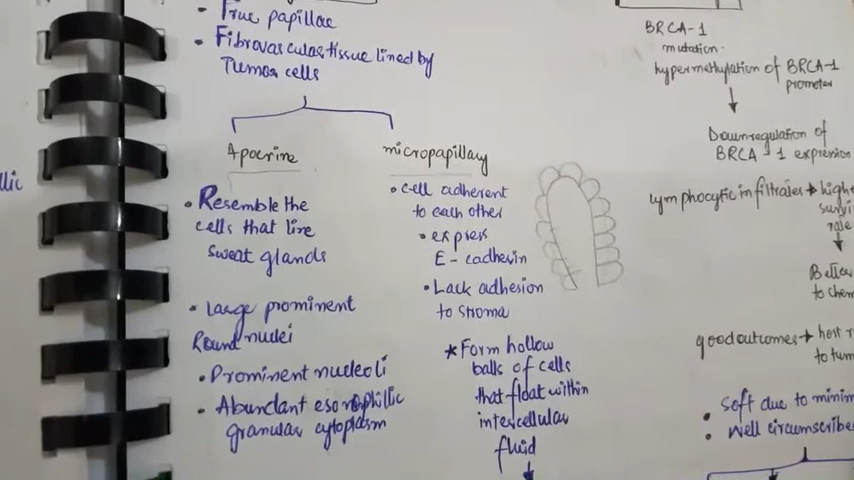 • True papillae
• Fibrovascular tissue lined by
Tumor cells
Apocrine
• Resemble the
cells that line
sweat glands
• Large prominent
Round nuclei
• Prominent nucleoli
• Abundant
granular cytoplasm
micropapillary
• cell adherent
to each other
• express
E-cadherin
• Lack adhesion
to stroma
* Form hollow
balls of cells
that float within
intercellular
fluid
BRCA-1
mutation.
hypermethylation of BRCA-1
promoter
Downregulation of
BRCA-1 expression
lymphocytic infiltrates →
rate
to
good outcomes →
• soft due to
• well